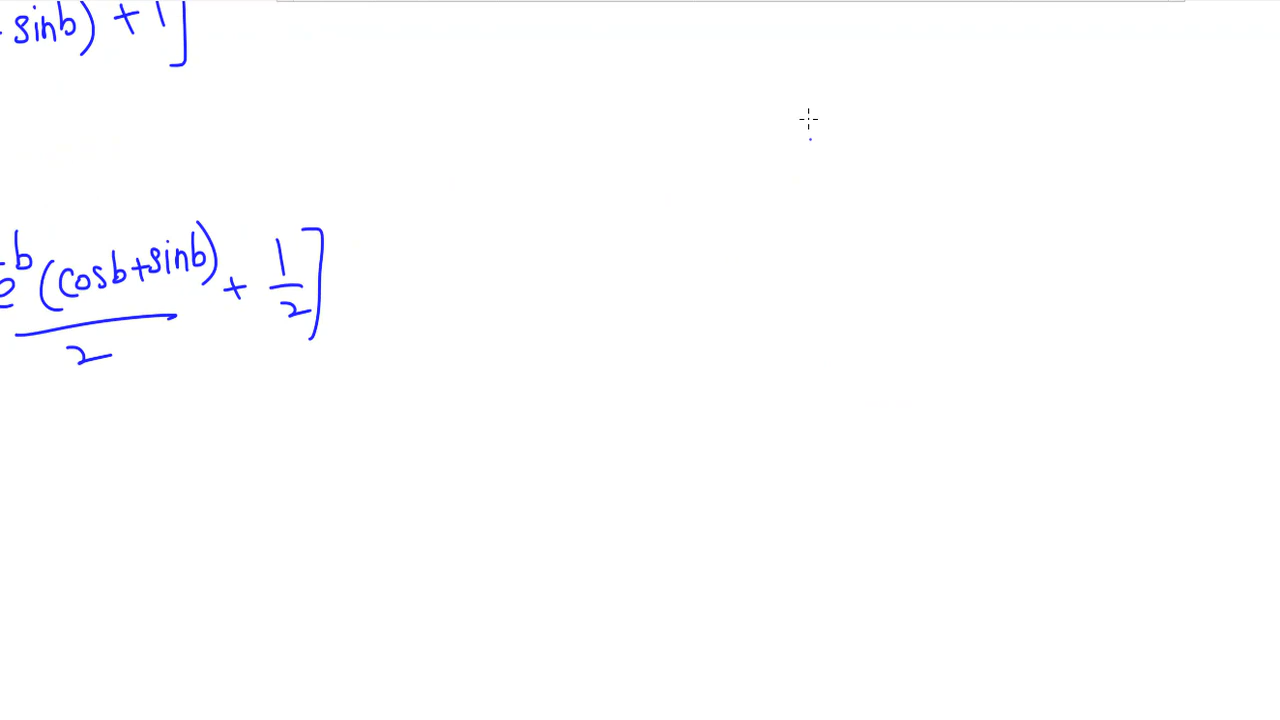 sinb) + 1]
e^b (cosb+sinb) / 2 + 1/2]